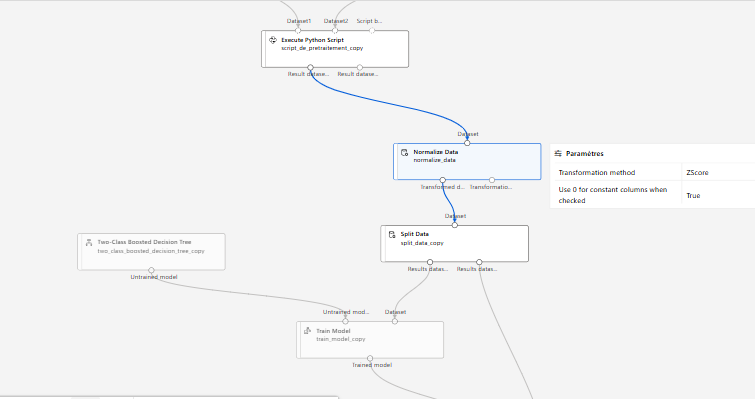 Dataset1 Dataset2 Script b...
Execute Python Script
script_de_pretraitement_copy
Result datase... Result datase...
Dataset
Normalize Data
normalize_data
Transformed d... Transformatio...
Paramètres
Transformation method ZScore
Use 0 for constant columns when checked True
Dataset
Split Data
split_data_copy
Results datas... Results datas...
Two-Class Boosted Decision Tree
two_class_boosted_decision_tree_copy
Untrained model
Untrained mod... Dataset
Train Model
train_model_copy
Trained model